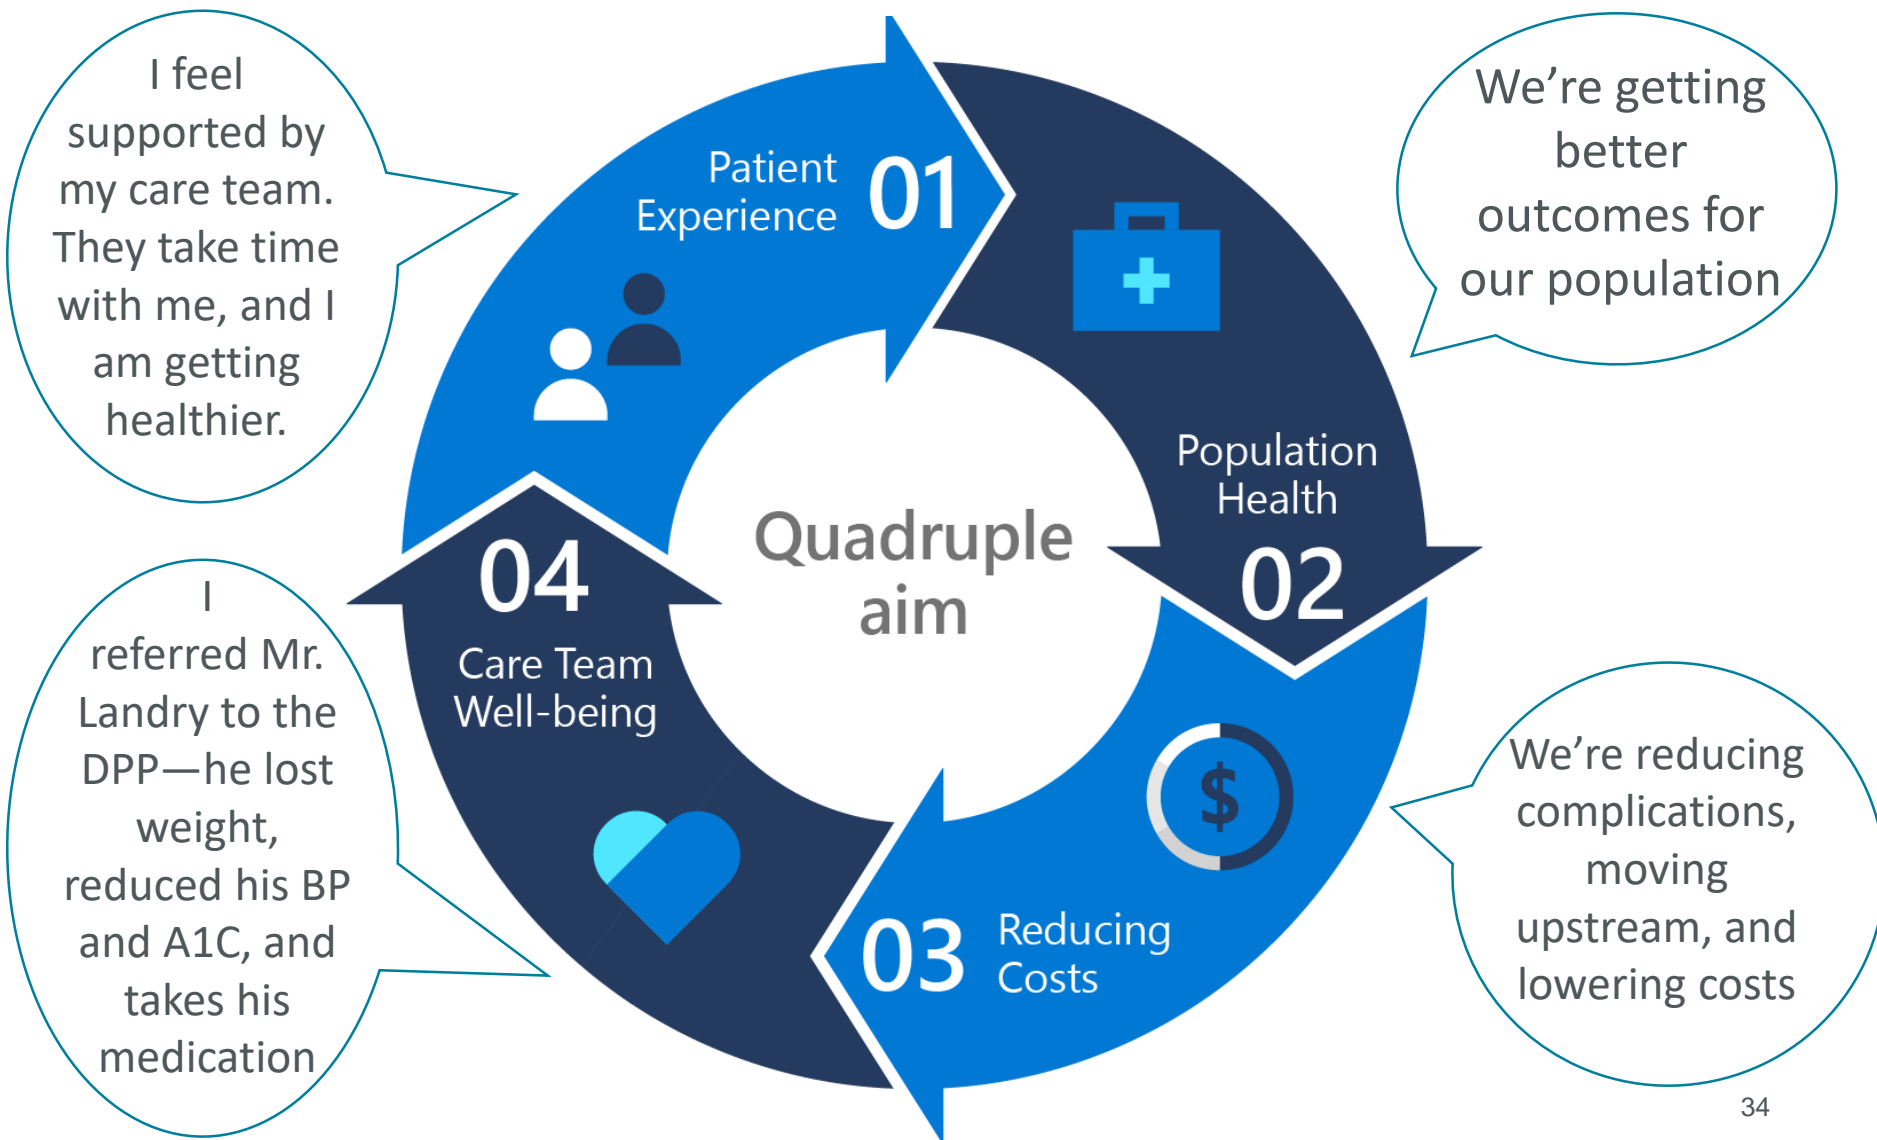 I feel
supported by
my care team.
They take time
with me, and I
am getting
healthier.
Patient
Experience
01
We’re getting
better
outcomes for
our population
Population
Health
02
Quadruple
aim
04
Care Team
Well-being
I
referred Mr.
Landry to the
DPP—he lost
weight,
reduced his BP
and A1C, and
takes his
medication
$
03
Reducing
Costs
We’re reducing
complications,
moving
upstream, and
lowering costs
34